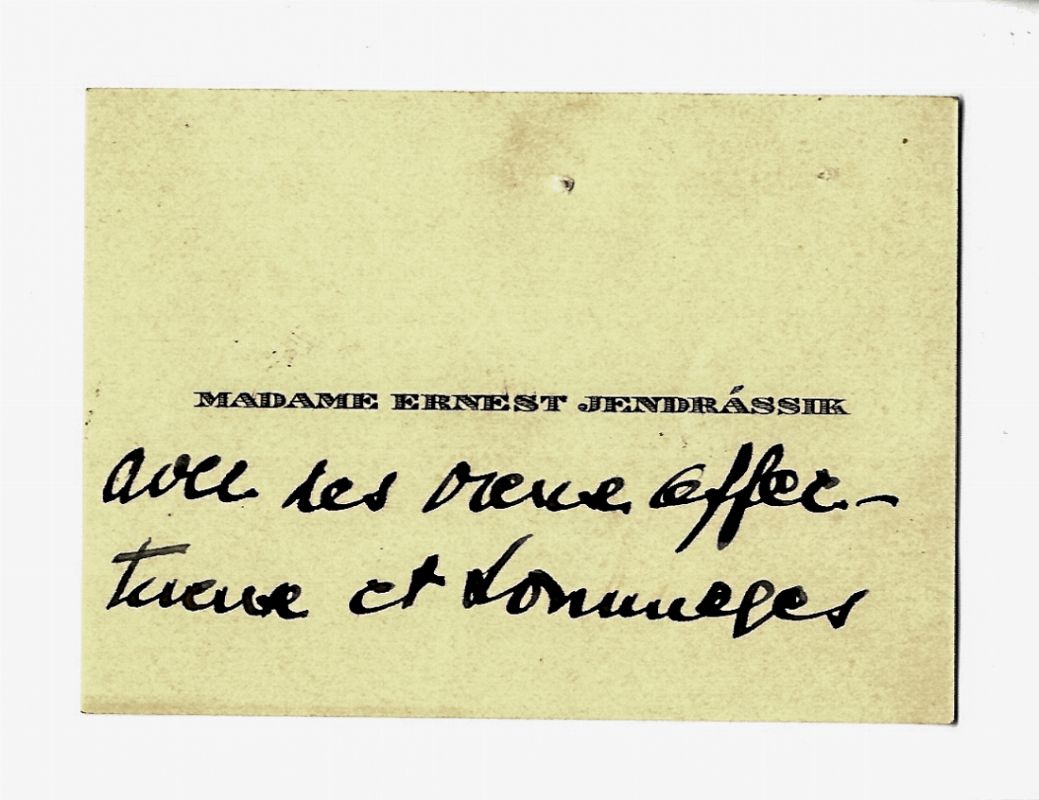 MADAME ERNEST JENDRÁSSIK
avec ses vœux affec-
tueux et hommages